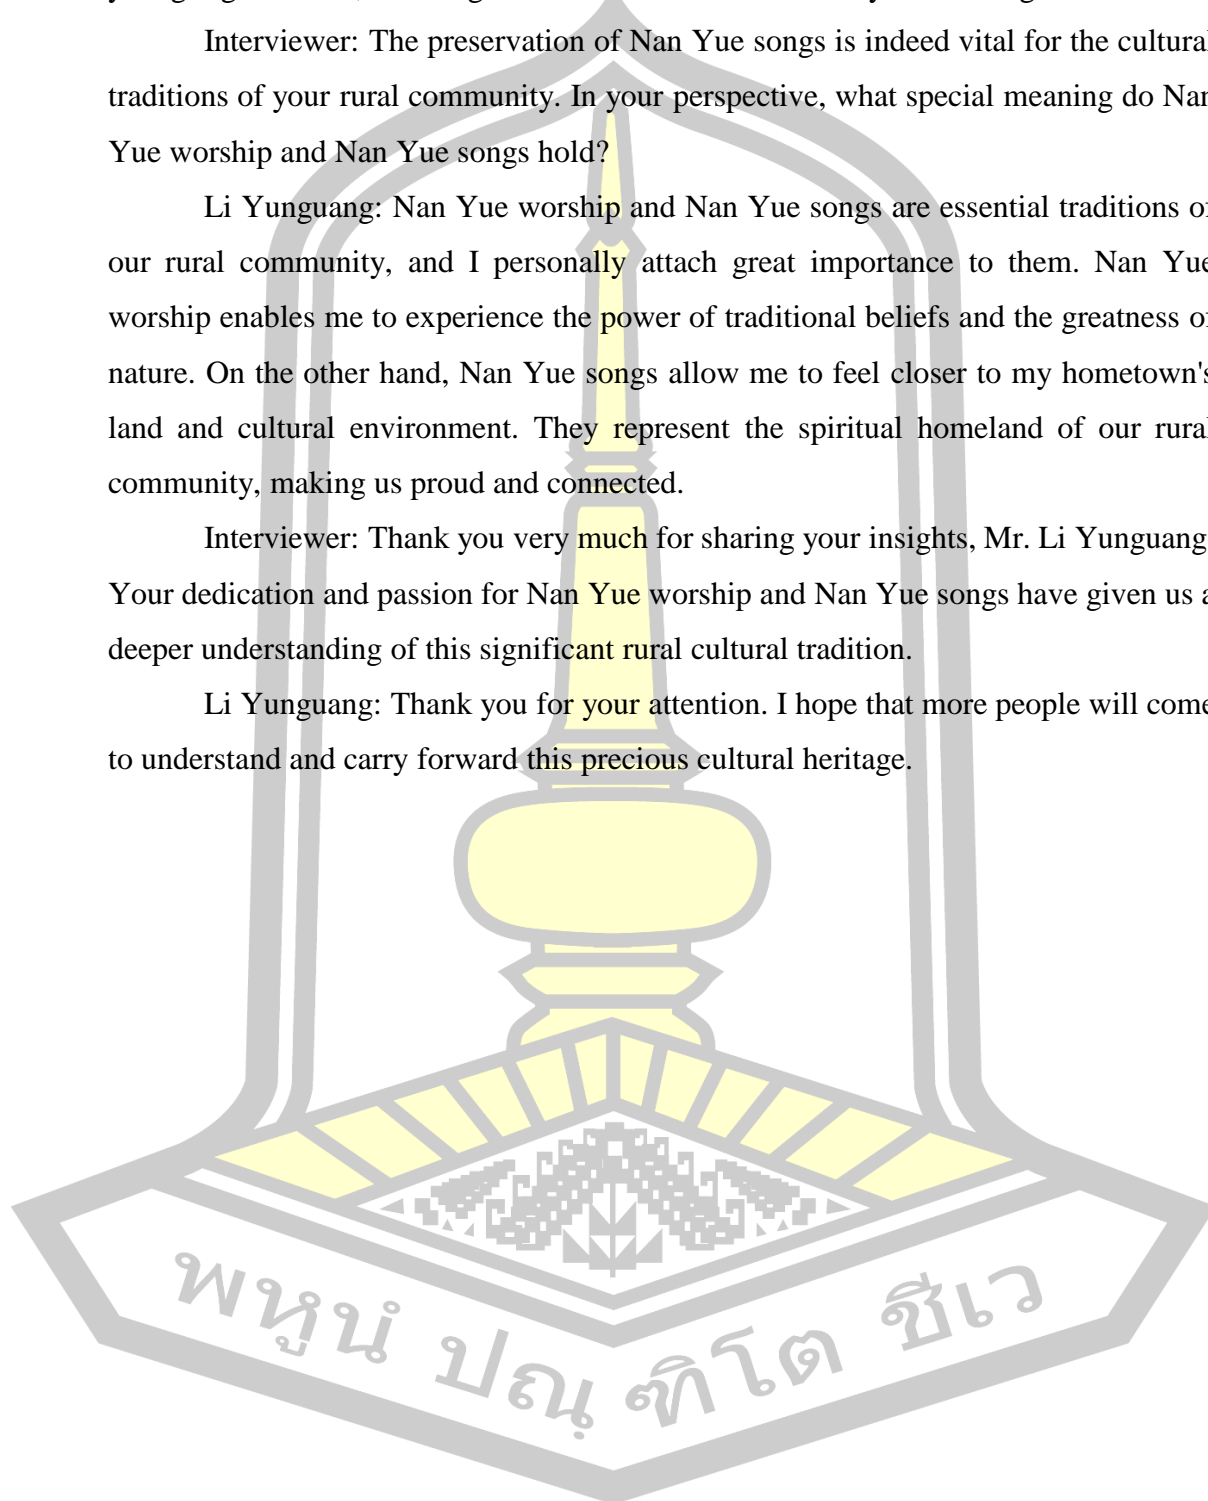 Interviewer: The preservation of Nan Yue songs is indeed vital for the cultural
traditions of your rural community. In your perspective, what special meaning do Nan
Yue worship and Nan Yue songs hold?
Li Yunguang: Nan Yue worship and Nan Yue songs are essential traditions of
our rural community, and I personally attach great importance to them. Nan Yue
worship enables me to experience the power of traditional beliefs and the greatness of
nature. On the other hand, Nan Yue songs allow me to feel closer to my hometown's
land and cultural environment. They represent the spiritual homeland of our rural
community, making us proud and connected.
Interviewer: Thank you very much for sharing your insights, Mr. Li Yunguang.
Your dedication and passion for Nan Yue worship and Nan Yue songs have given us a
deeper understanding of this significant rural cultural tradition.
Li Yunguang: Thank you for your attention. I hope that more people will come
to understand and carry forward this precious cultural heritage.
พหูนํ ปณฺฑิโต ชีเว